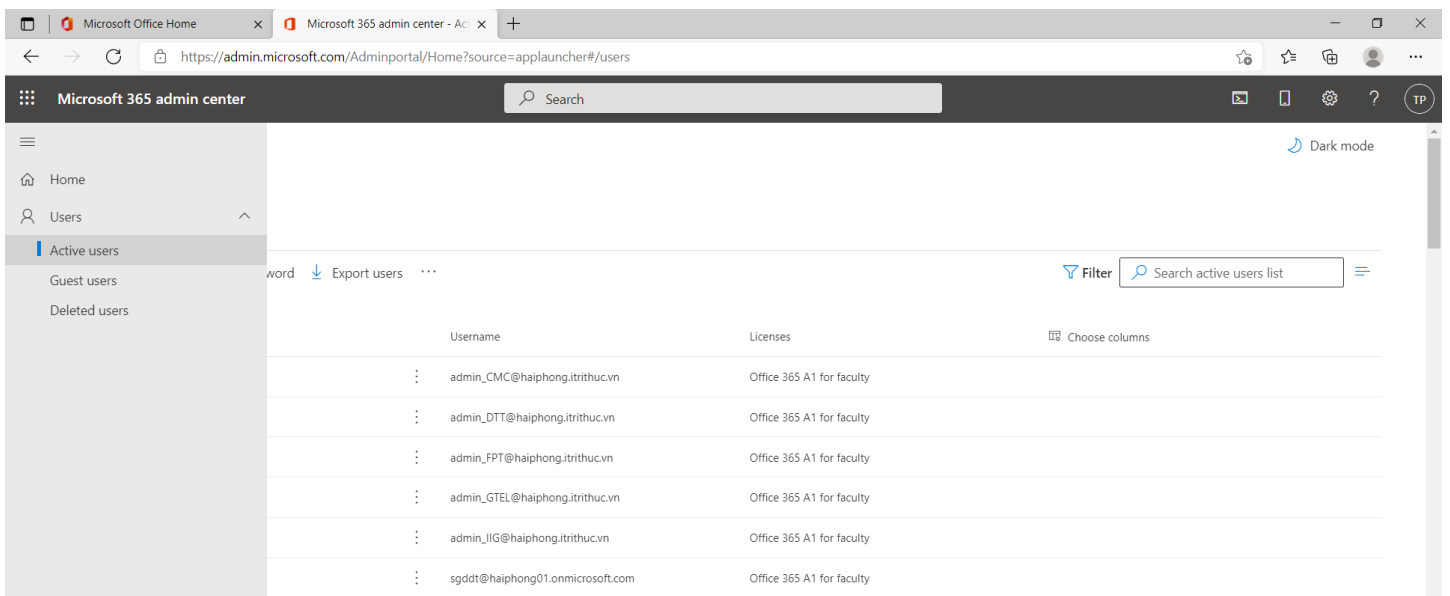 Microsoft Office Home
Microsoft 365 admin center - Ac
https://admin.microsoft.com/Adminportal/Home?source=applauncher#/users
Microsoft 365 admin center
Search
TP
Dark mode
Home
Users
Active users
Guest users
Deleted users
word
Export users
Filter
Search active users list
Username Licenses Choose columns
admin_CMC@haiphong.itrithuc.vn Office 365 A1 for faculty
admin_DTT@haiphong.itrithuc.vn Office 365 A1 for faculty
admin_FPT@haiphong.itrithuc.vn Office 365 A1 for faculty
admin_GTEL@haiphong.itrithuc.vn Office 365 A1 for faculty
admin_IIG@haiphong.itrithuc.vn Office 365 A1 for faculty
sgddt@haiphong01.onmicrosoft.com Office 365 A1 for faculty